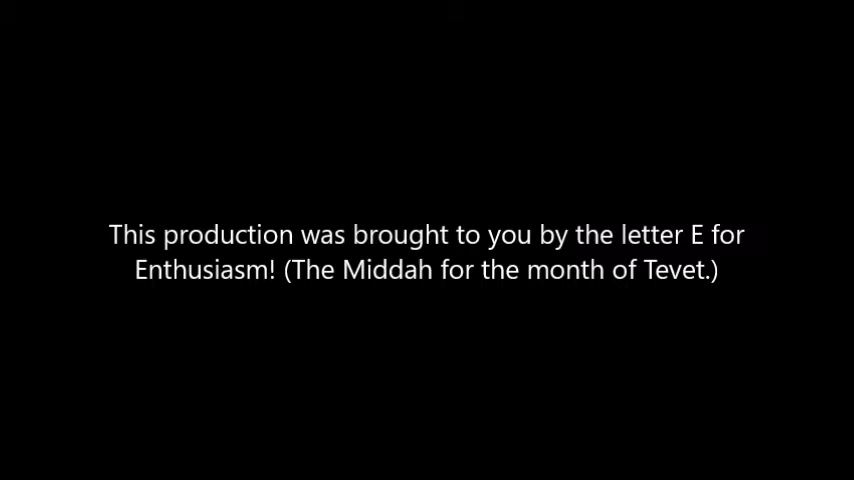 This production was brought to you by the letter E for
Enthusiasm! (The Middah for the month of Tevet.)